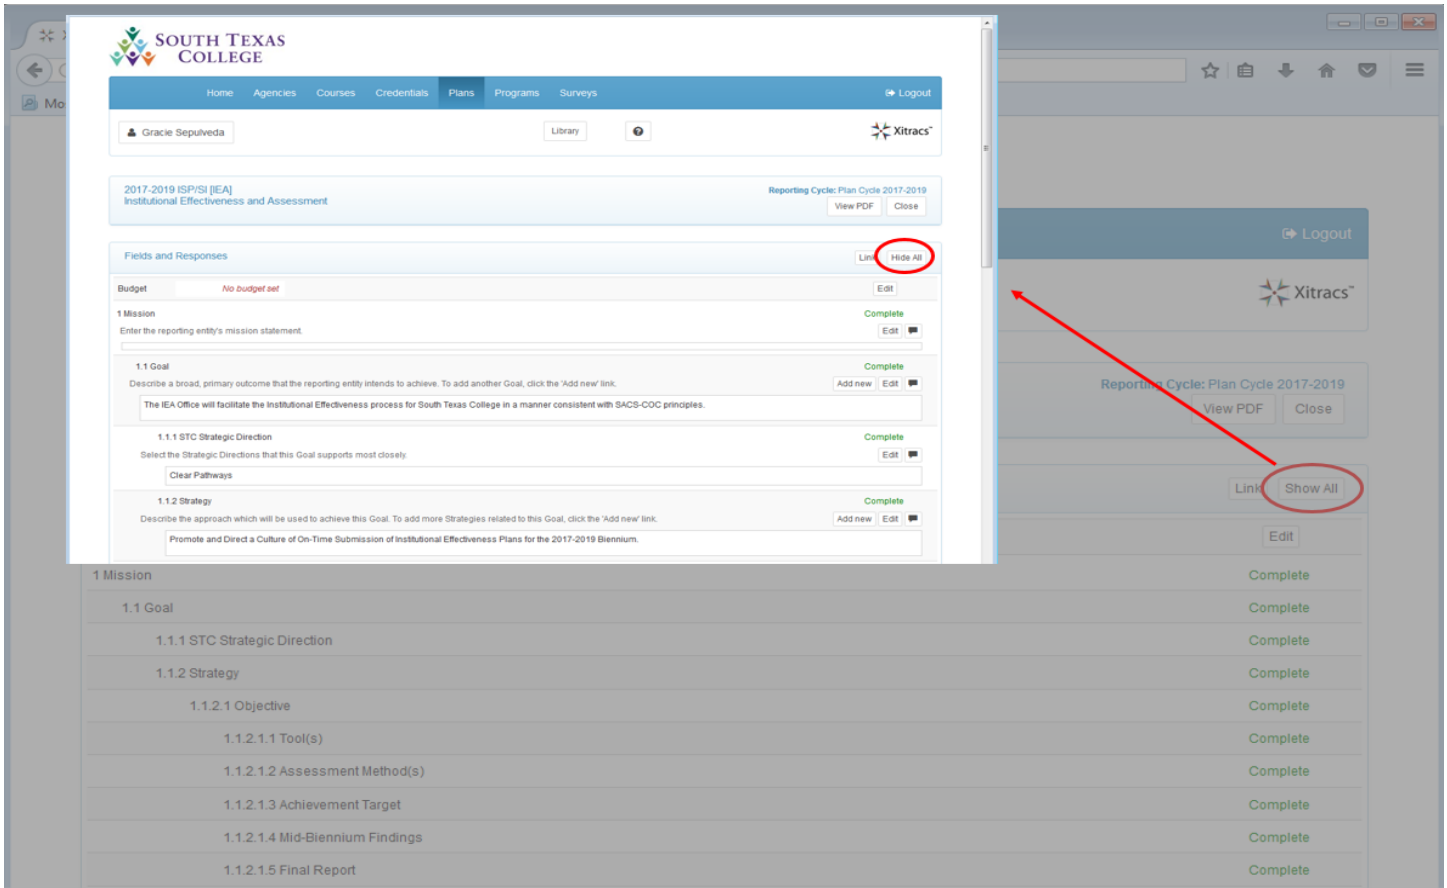 SOUTH TEXAS
COLLEGE
Home Agencies Courses Credentials Plans Programs Surveys Logout
Gracie Sepulveda Library Xitracs™
2017-2019 ISP/SI [IEA] Reporting Cycle: Plan Cycle 2017-2019
Institutional Effectiveness and Assessment View PDF Close
Fields and Responses Link Hide All
Budget No budget set Edit
1 Mission Complete
Enter the reporting entity's mission statement. Edit
1.1 Goal Complete
Describe a broad, primary outcome that the reporting entity intends to achieve. To add another Goal, click the 'Add new' link. Add new Edit
The IEA Office will facilitate the Institutional Effectiveness process for South Texas College in a manner consistent with SACS-COC principles.
1.1.1 STC Strategic Direction Complete
Select the Strategic Directions that this Goal supports most closely. Edit
Clear Pathways
1.1.2 Strategy Complete
Describe the approach which will be used to achieve this Goal. To add more Strategies related to this Goal, click the 'Add new' link. Add new Edit
Promote and Direct a Culture of On-Time Submission of Institutional Effectiveness Plans for the 2017-2019 Biennium.
Mo
Logout
Xitracs™
Reporting Cycle: Plan Cycle 2017-2019
View PDF Close
Link Show All
Edit
1 Mission Complete
1.1 Goal Complete
1.1.1 STC Strategic Direction Complete
1.1.2 Strategy Complete
1.1.2.1 Objective Complete
1.1.2.1.1 Tool(s) Complete
1.1.2.1.2 Assessment Method(s) Complete
1.1.2.1.3 Achievement Target Complete
1.1.2.1.4 Mid-Biennium Findings Complete
1.1.2.1.5 Final Report Complete